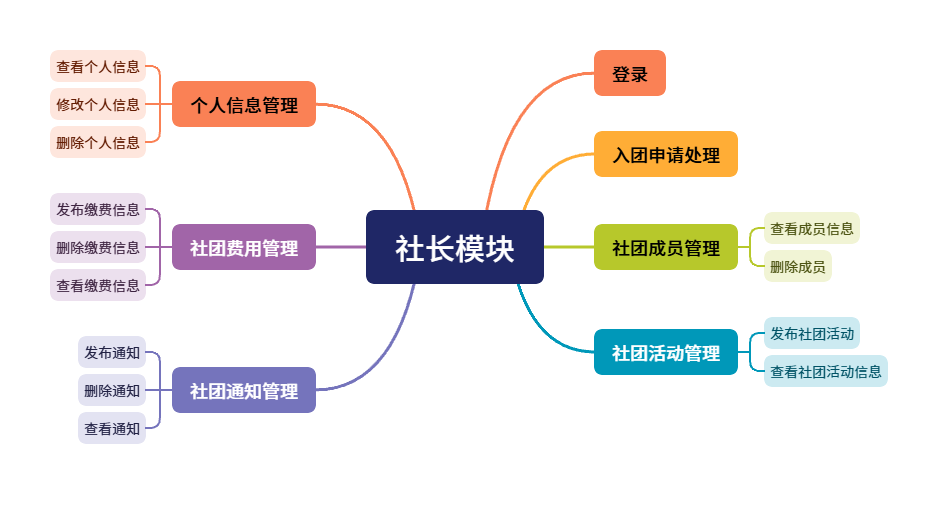 社长模块
登录
入团申请处理
社团成员管理
查看成员信息
删除成员
社团活动管理
发布社团活动
查看社团活动信息
个人信息管理
查看个人信息
修改个人信息
删除个人信息
社团费用管理
发布缴费信息
删除缴费信息
查看缴费信息
社团通知管理
发布通知
删除通知
查看通知